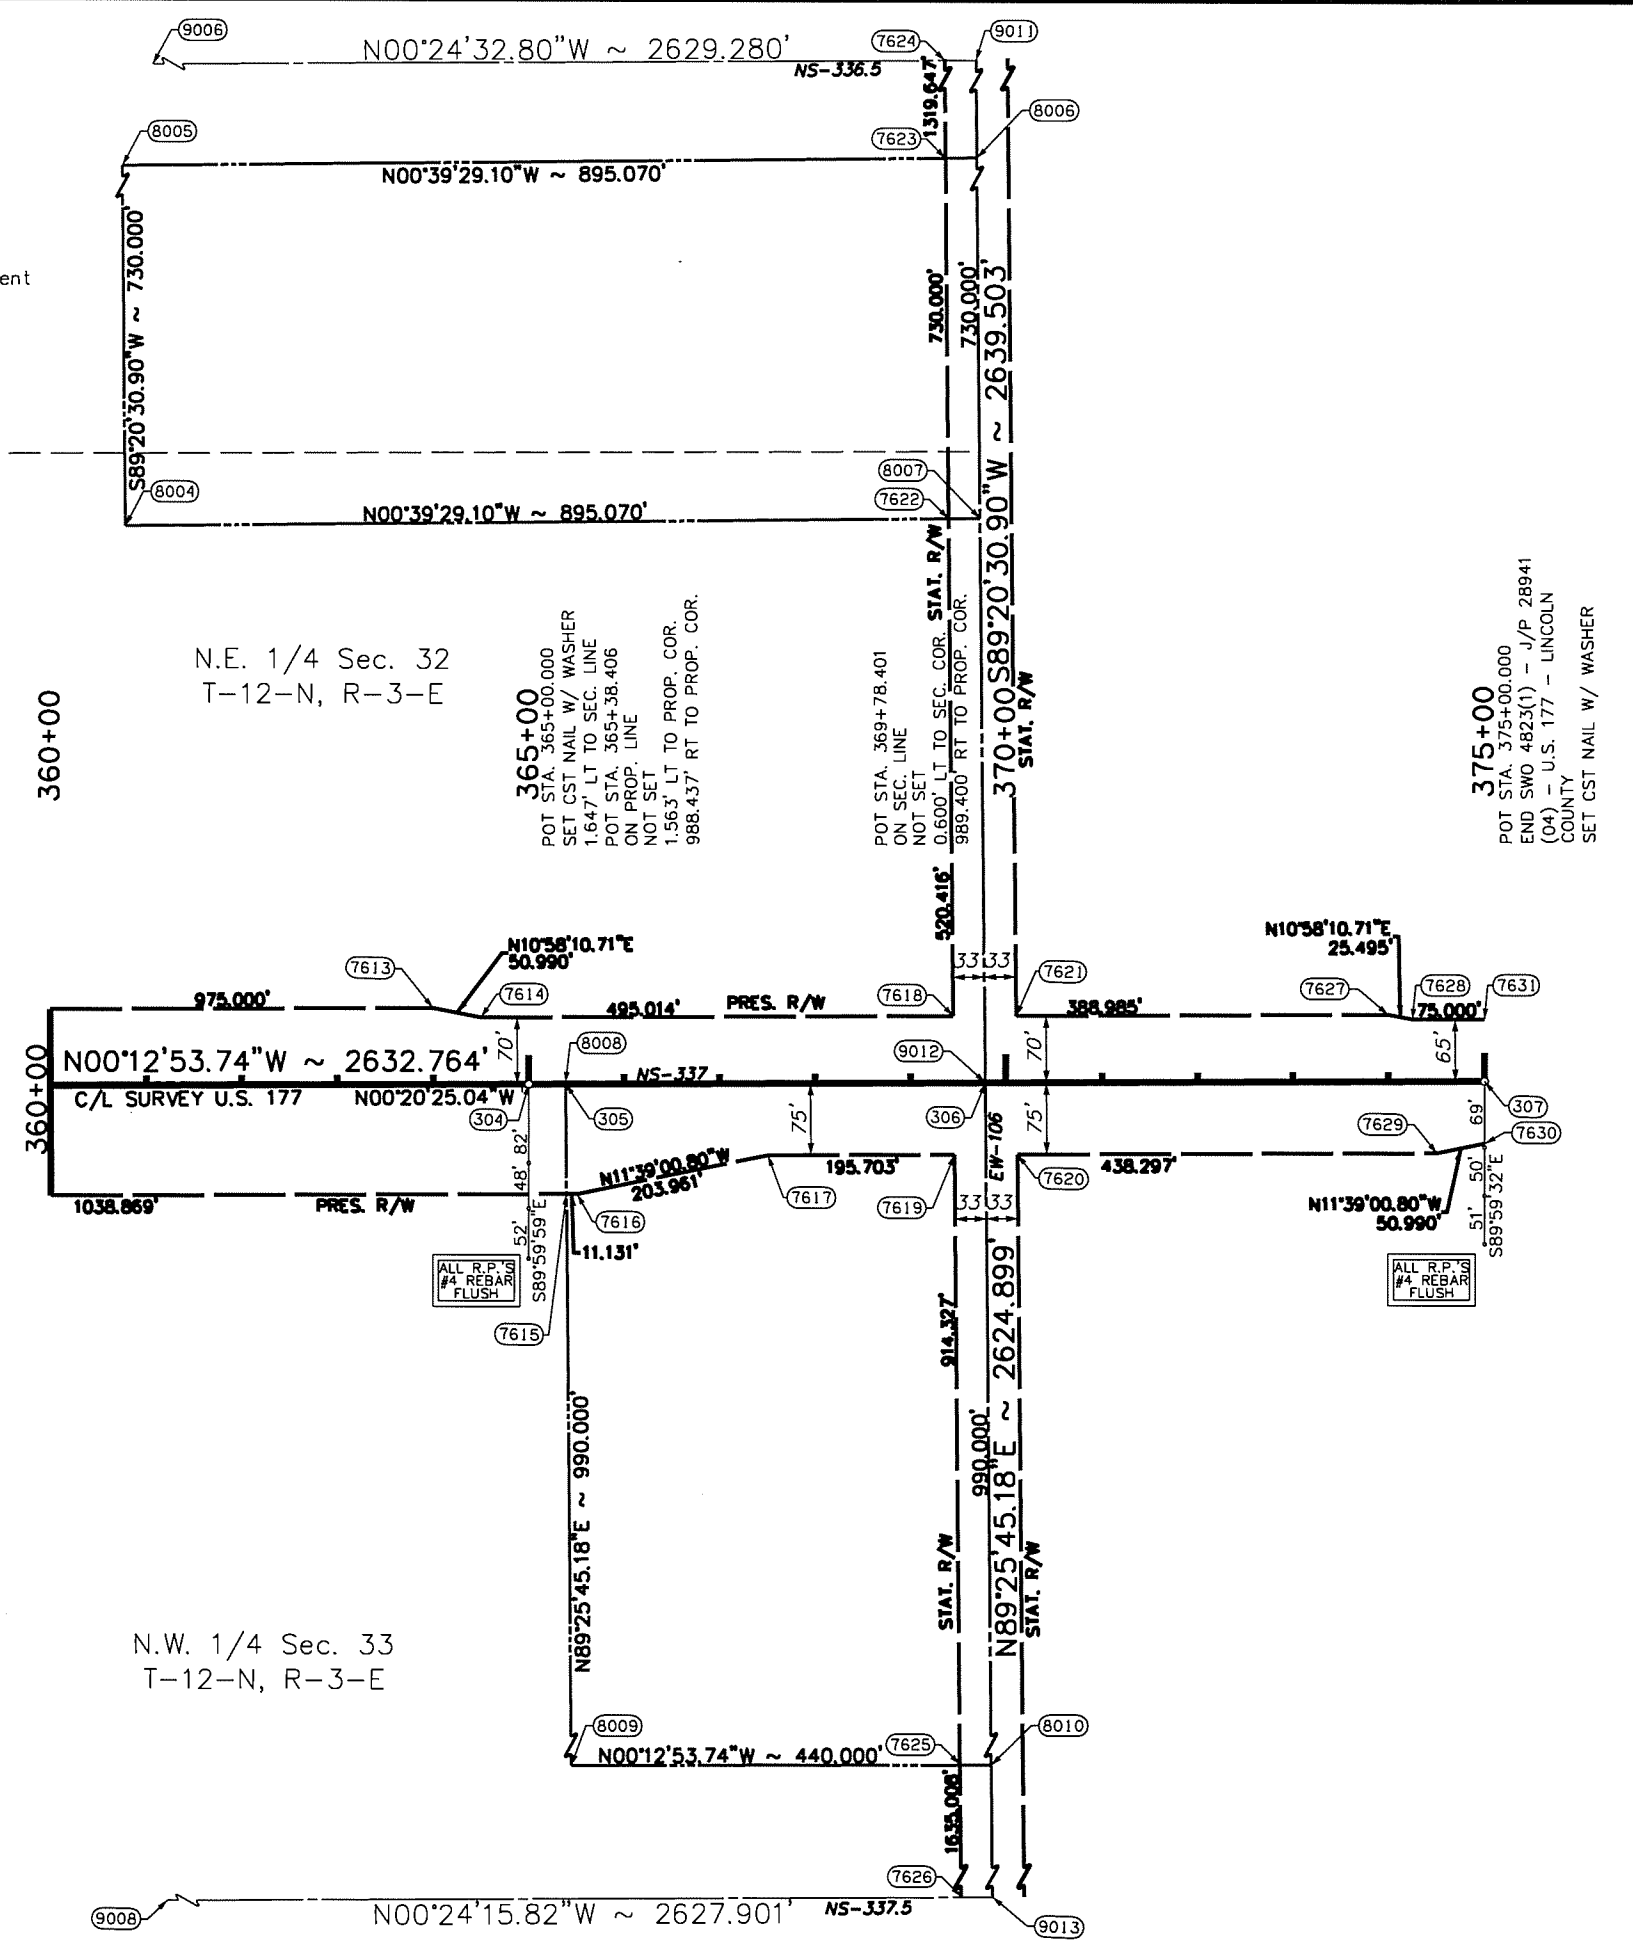 9006
N00°24'32.80"W ~ 2629.280'
NS-336.5
7624
9011
1319.647'
8006
8005
7623
N00°39'29.10"W ~ 895.070'
S89°20'30.90"W ~ 730.000'
ent
730.000'
730.000'
S89°20'30.90"W ~ 2639.503'
8004
8007
7622
N00°39'29.10"W ~ 895.070'
STAT. R/W
STAT. R/W
N.E. 1/4 Sec. 32
T-12-N, R-3-E
360+00
365+00
POT STA. 365+00.000
SET CST NAIL W/ WASHER
1.647' LT TO SEC. LINE
POT STA. 365+38.406
ON PROP. LINE
NOT SET
1.563' LT TO PROP. COR.
988.437' RT TO PROP. COR.
POT STA. 369+78.401
ON SEC. LINE
NOT SET
0.600' LT TO SEC. COR.
989.400' RT TO PROP. COR.
370+00
375+00
POT STA. 375+00.000
END SWO 4823(1) - J/P 28941
(04) - U.S. 177 - LINCOLN
COUNTY
SET CST NAIL W/ WASHER
520.416'
N10°58'10.71"E
50.990'
N10°58'10.71"E
25.495'
7613
7614
33'
33'
7621
7618
7627
7628
7631
975.000'
495.014'
PRES. R/W
388.985'
75.000'
70'
70'
65'
8008
9012
N00°12'53.74"W ~ 2632.764'
NS-337
360+00
C/L SURVEY U.S. 177
N00°20'25.04"W
304
305
306
307
82'
48'
52'
S89°59'59"E
75'
75'
EW-106
69'
50'
51'
S89°59'32"E
7629
7630
N11°39'00.80"W
203.961'
195.703'
438.297'
7617
7619
7620
33'
33'
N11°39'00.80"W
50.990'
1038.869'
PRES. R/W
7616
11.131'
7615
ALL R.P.'S
#4 REBAR
FLUSH
ALL R.P.'S
#4 REBAR
FLUSH
914.327'
N89°25'45.18"E ~ 2624.899'
N89°25'45.18"E ~ 990.000'
990.000'
STAT. R/W
STAT. R/W
N.W. 1/4 Sec. 33
T-12-N, R-3-E
8009
7625
8010
N00°12'53.74"W ~ 440.000'
1635.008'
7626
9008
N00°24'15.82"W ~ 2627.901'
NS-337.5
9013